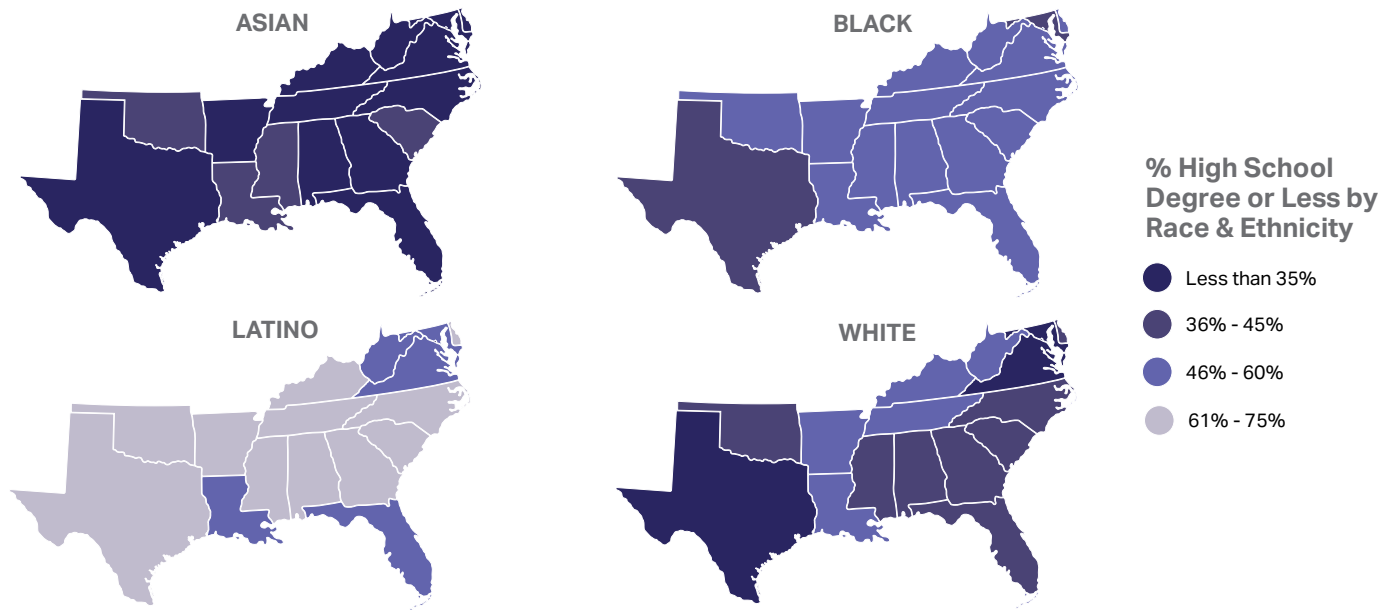 ASIAN
BLACK
LATINO
WHITE
% High School
Degree or Less by
Race & Ethnicity
Less than 35%
36% - 45%
46% - 60%
61% - 75%